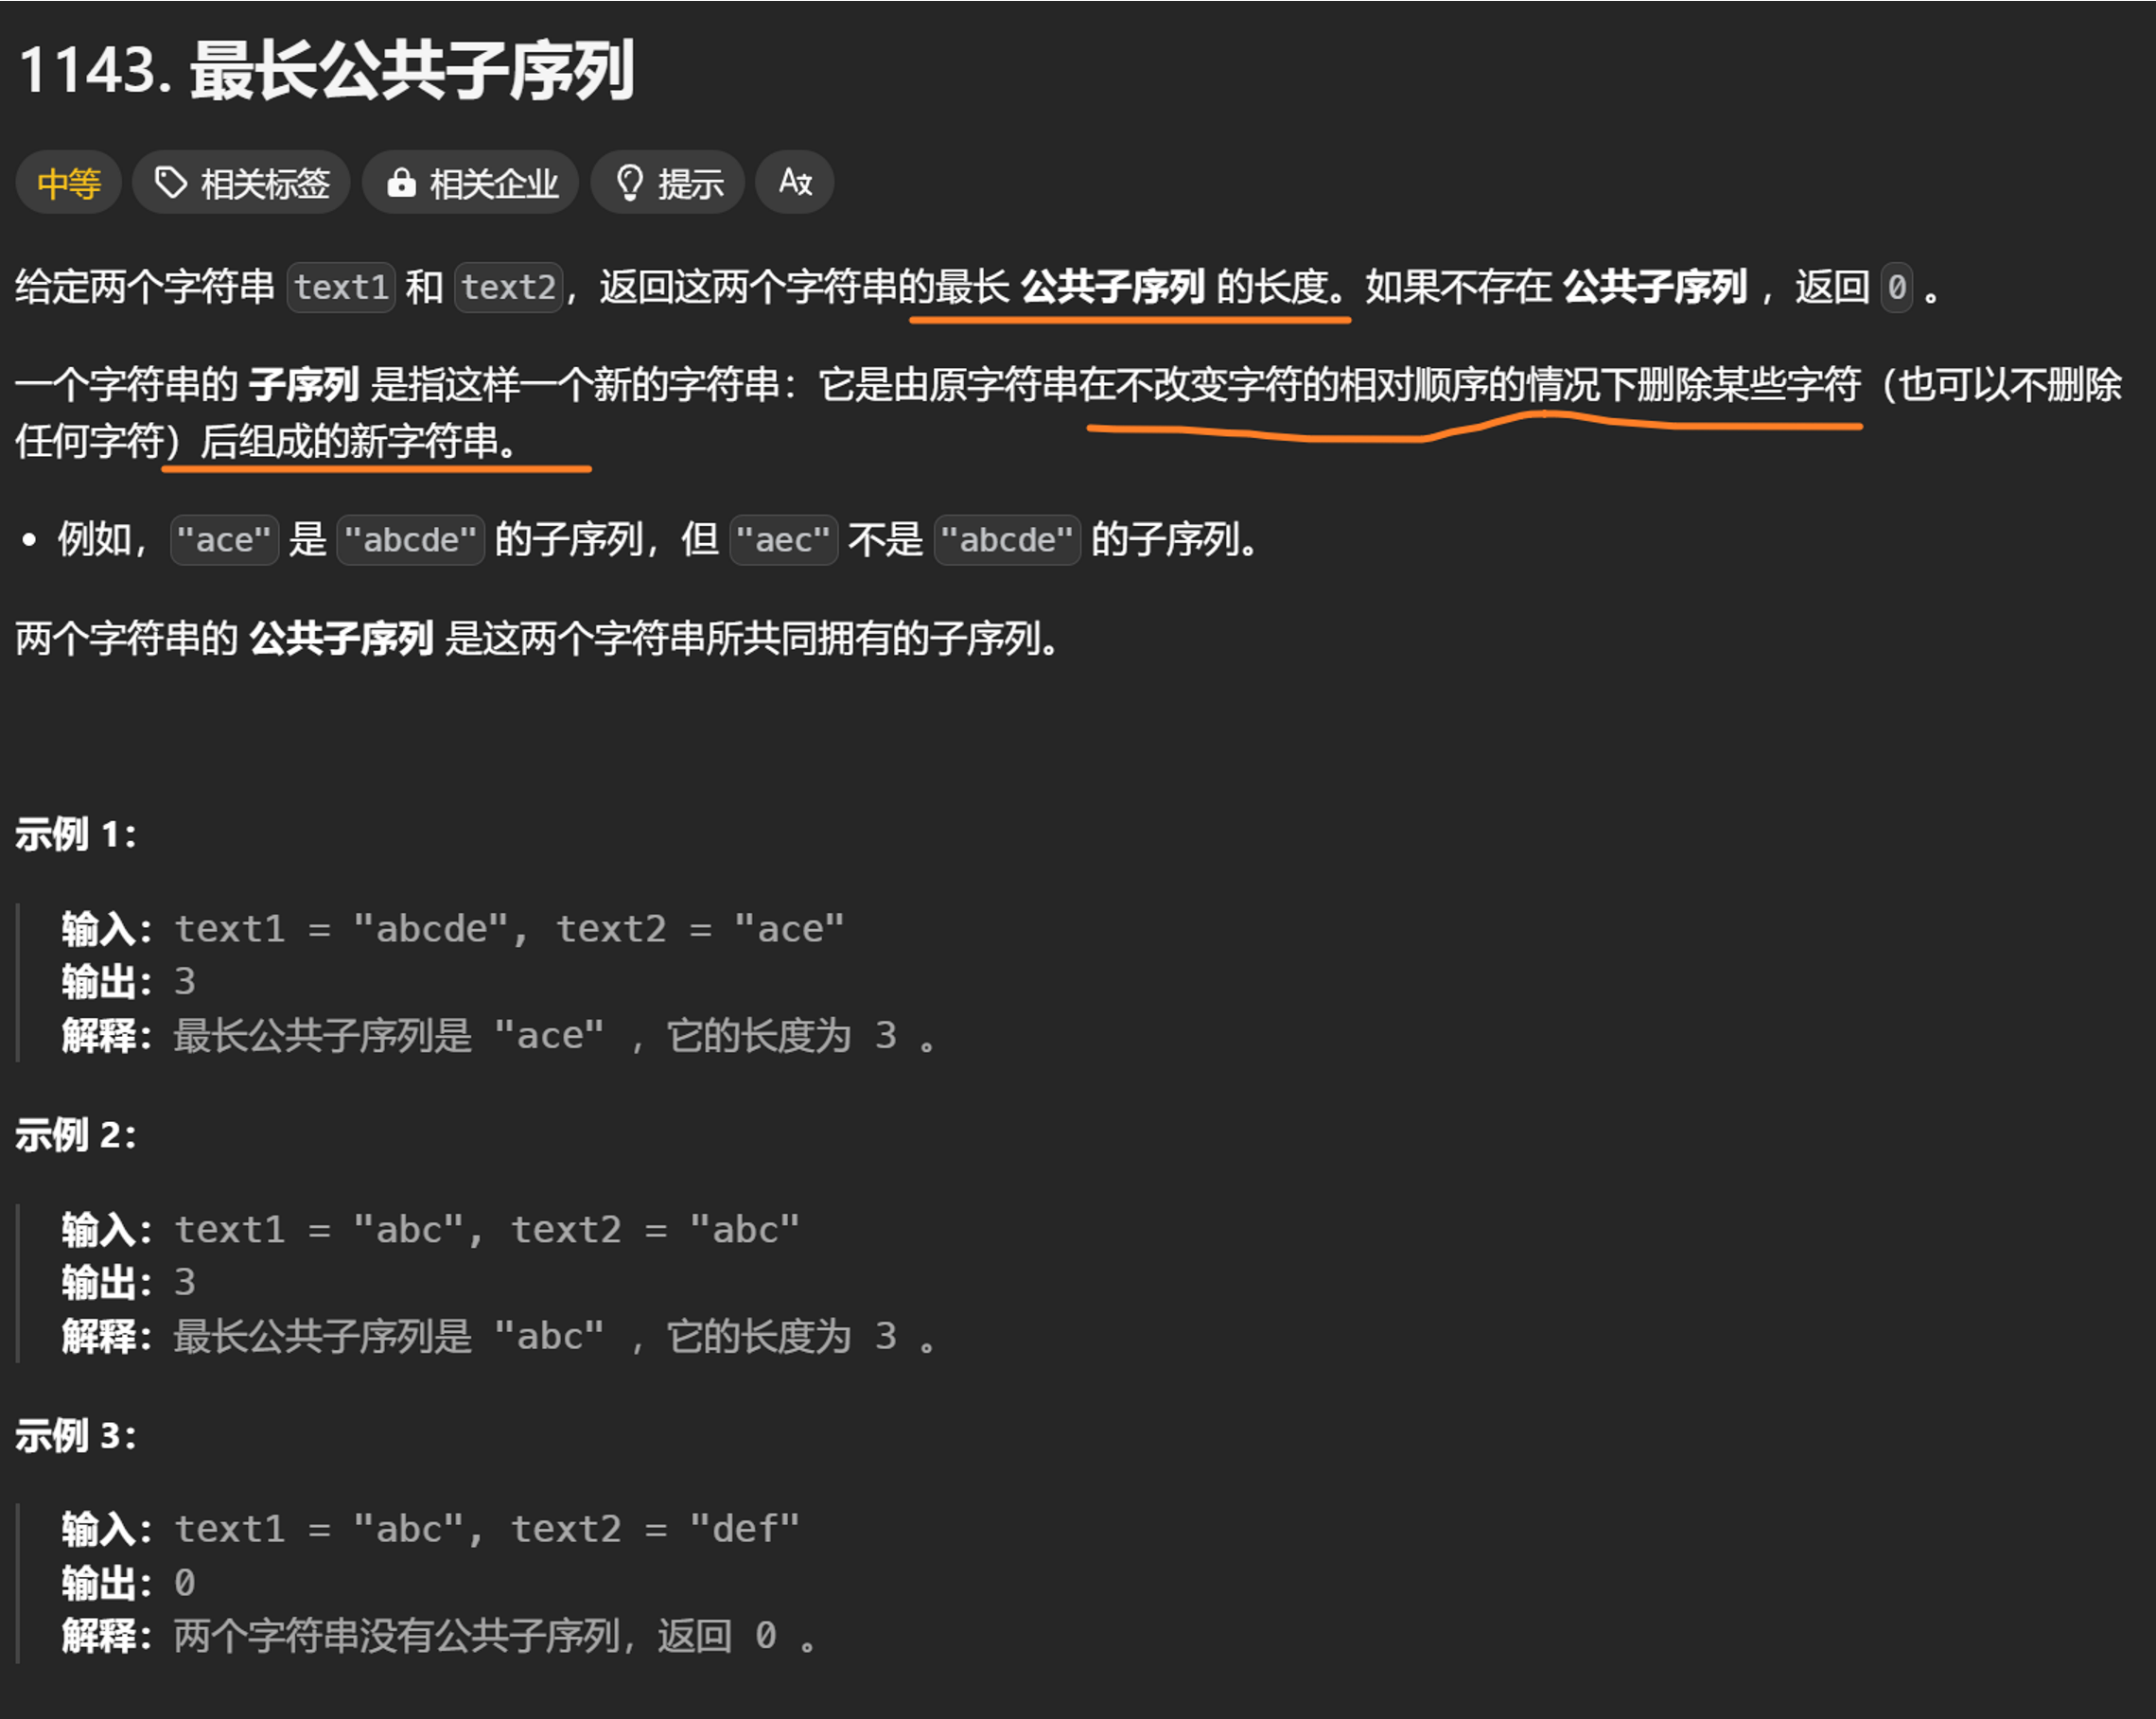 1143. 最长公共子序列
中等 相关标签 相关企业 提示 A文
给定两个字符串 text1 和 text2，返回这两个字符串的最长 公共子序列 的长度。如果不存在 公共子序列 ，返回 0 。
一个字符串的 子序列 是指这样一个新的字符串：它是由原字符串在不改变字符的相对顺序的情况下删除某些字符（也可以不删除
任何字符）后组成的新字符串。
• 例如，"ace" 是 "abcde" 的子序列，但 "aec" 不是 "abcde" 的子序列。
两个字符串的 公共子序列 是这两个字符串所共同拥有的子序列。
示例 1：
输入：text1 = "abcde", text2 = "ace"
输出：3
解释：最长公共子序列是 "ace" ，它的长度为 3 。
示例 2：
输入：text1 = "abc", text2 = "abc"
输出：3
解释：最长公共子序列是 "abc" ，它的长度为 3 。
示例 3：
输入：text1 = "abc", text2 = "def"
输出：0
解释：两个字符串没有公共子序列，返回 0 。